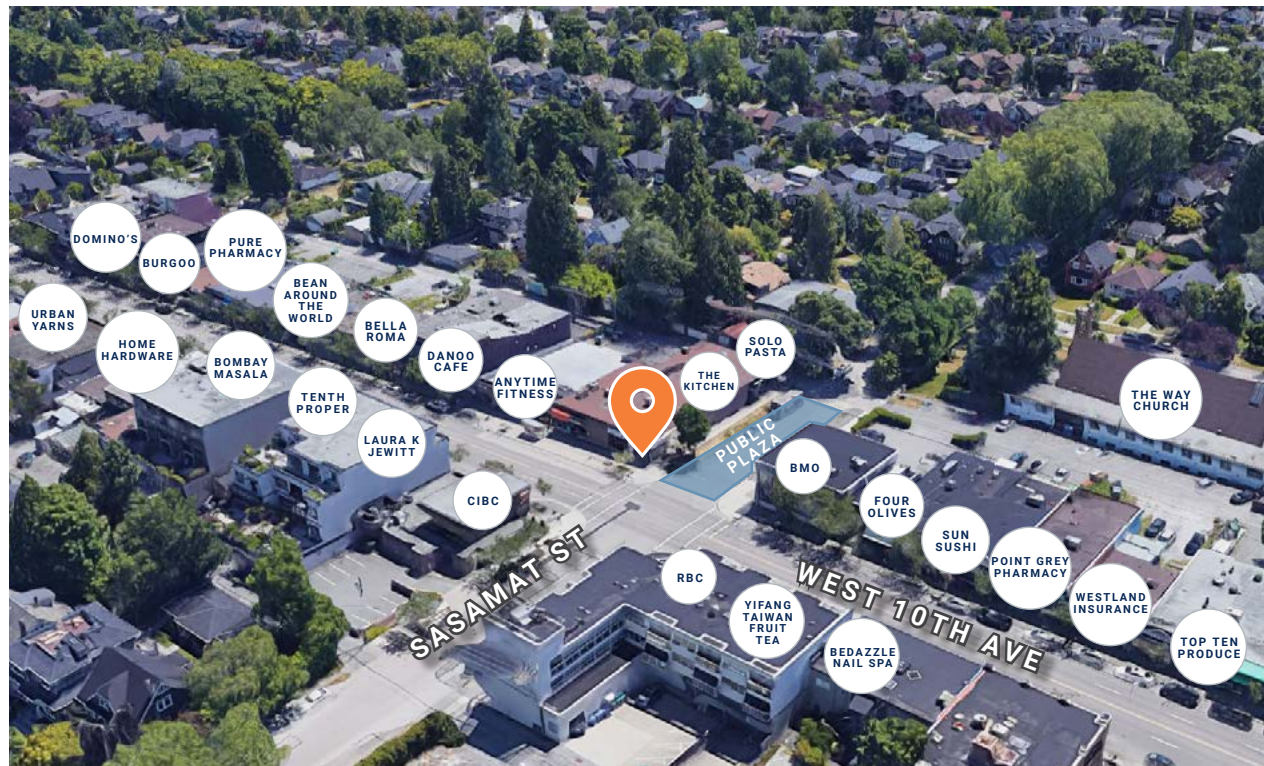 DOMINO'S
BURGOO
PURE
PHARMACY
BEAN
AROUND
THE
WORLD
URBAN
YARNS
HOME
HARDWARE
BOMBAY
MASALA
BELLA
ROMA
DANOO
CAFE
SOLO
PASTA
THE
KITCHEN
ANYTIME
FITNESS
TENTH
PROPER
THE WAY
CHURCH
LAURA K
JEWITT
PUBLIC
PLAZA
BMO
CIBC
FOUR
OLIVES
SUN
SUSHI
POINT GREY
PHARMACY
SASAMAT ST
RBC
WEST 10TH AVE
YIFANG
TAIWAN
FRUIT
TEA
WESTLAND
INSURANCE
BEDAZZLE
NAIL SPA
TOP TEN
PRODUCE